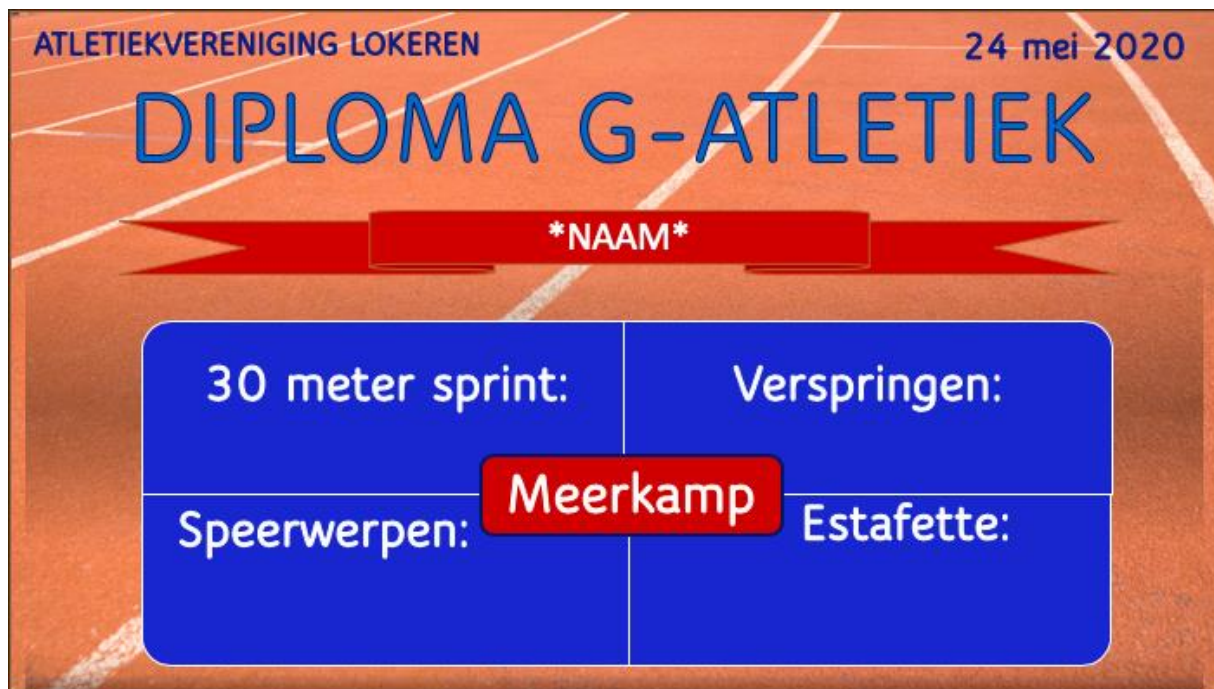 ATLETIEKVERENIGING LOKEREN
24 mei 2020
DIPLOMA G-ATLETIEK
*NAAM*
30 meter sprint:
Verspringen:
Meerkamp
Speerwerpen:
Estafette: